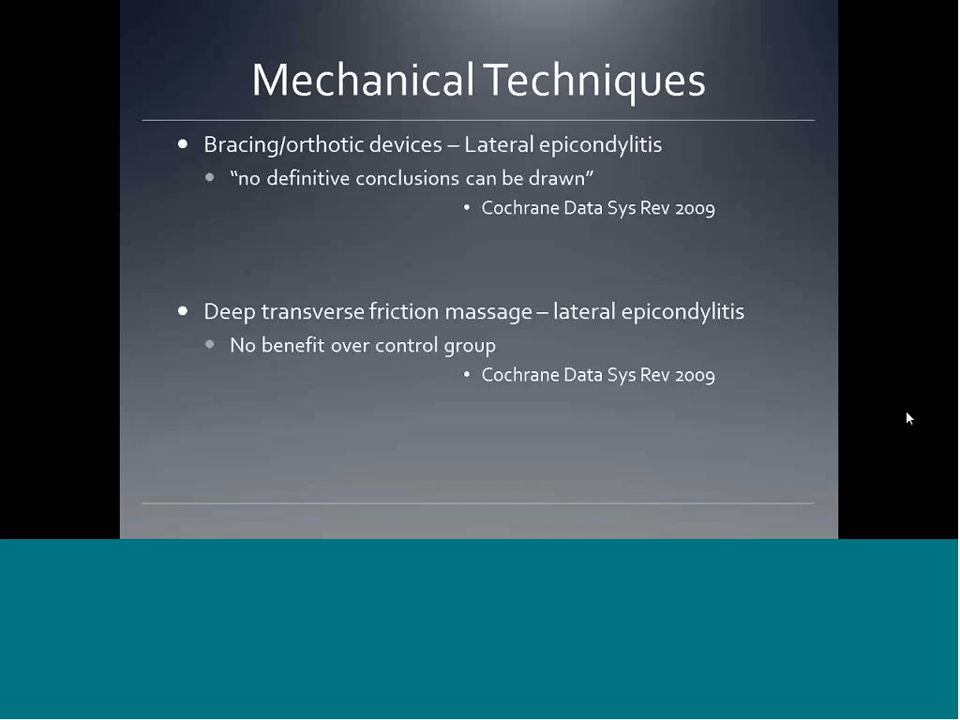 Mechanical Techniques
Bracing/orthotic devices – Lateral epicondylitis
“no definitive conclusions can be drawn”
Cochrane Data Sys Rev 2009
Deep transverse friction massage – lateral epicondylitis
No benefit over control group
Cochrane Data Sys Rev 2009